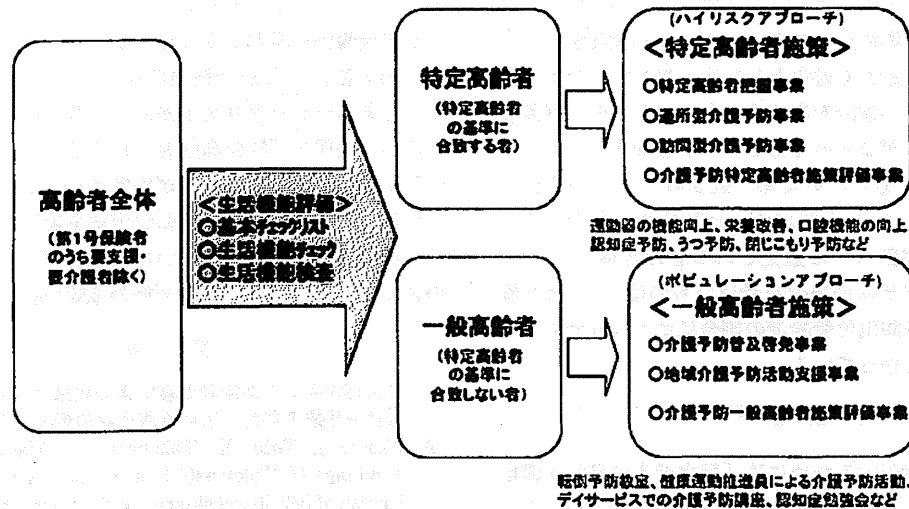 高齢者全体
(第1号保険者
のうち要支援・
要介護者除く)
<生活機能評価>
○基本チェックリスト
○生活機能チェック
○生活機能検査
特定高齢者
(特定高齢者
の基準に
合致する者)
(ハイリスクアプローチ)
<特定高齢者施策>
○特定高齢者把握事業
○通所型介護予防事業
○訪問型介護予防事業
○介護予防特定高齢者施策評価事業
運動器の機能向上、栄養改善、口腔機能の向上
認知症予防、うつ予防、閉じこもり予防など
一般高齢者
(特定高齢者
の基準に
合致しない者)
(ポピュレーションアプローチ)
<一般高齢者施策>
○介護予防普及啓発事業
○地域介護予防活動支援事業
○介護予防一般高齢者施策評価事業
転倒予防教室、健康運動推進員による介護予防活動、
デイサービスでの介護予防講座、認知症勉強会など